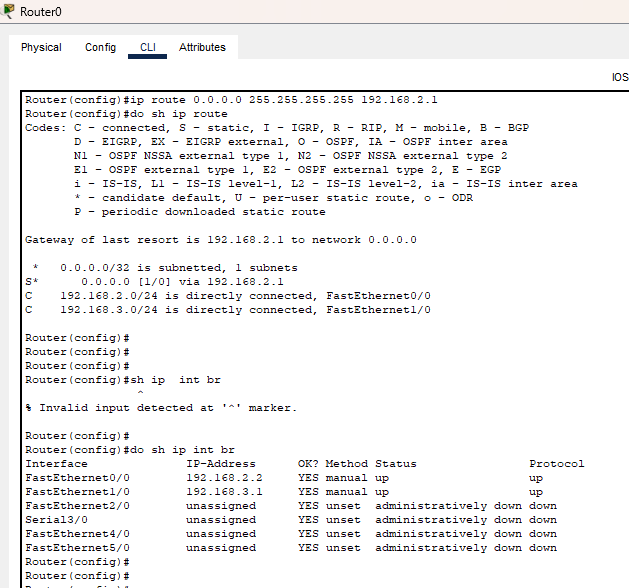 Router0
Physical Config CLI Attributes
IOS
Router(config)#ip route 0.0.0.0 255.255.255.255 192.168.2.1
Router(config)#do sh ip route
Codes: C - connected, S - static, I - IGRP, R - RIP, M - mobile, B - BGP
D - EIGRP, EX - EIGRP external, O - OSPF, IA - OSPF inter area
N1 - OSPF NSSA external type 1, N2 - OSPF NSSA external type 2
E1 - OSPF external type 1, E2 - OSPF external type 2, E - EGP
i - IS-IS, L1 - IS-IS level-1, L2 - IS-IS level-2, ia - IS-IS inter area
* - candidate default, U - per-user static route, o - ODR
P - periodic downloaded static route
Gateway of last resort is 192.168.2.1 to network 0.0.0.0
* 0.0.0.0/32 is subnetted, 1 subnets
S* 0.0.0.0 [1/0] via 192.168.2.1
C 192.168.2.0/24 is directly connected, FastEthernet0/0
C 192.168.3.0/24 is directly connected, FastEthernet1/0
Router(config)#
Router(config)#
Router(config)#
Router(config)#sh ip  int br
^
% Invalid input detected at '^' marker.
Router(config)#
Router(config)#do sh ip int br
Interface IP-Address OK? Method Status Protocol
FastEthernet0/0 192.168.2.2 YES manual up up
FastEthernet1/0 192.168.3.1 YES manual up up
FastEthernet2/0 unassigned YES unset administratively down down
Serial3/0 unassigned YES unset administratively down down
FastEthernet4/0 unassigned YES unset administratively down down
FastEthernet5/0 unassigned YES unset administratively down down
Router(config)#
Router(config)#